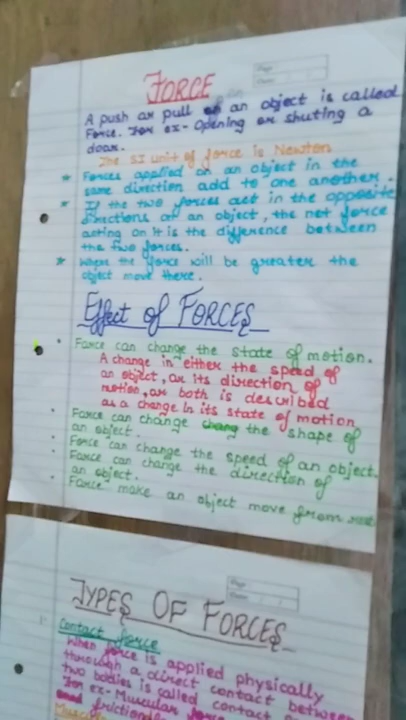 FORCE
A push or pull on an object is called
Force. For ex- Opening or shuting a
door.
The SI unit of force is Newton
* Forces applied on an object in the
same direction add to one another.
* If the two forces act in the opposite
directions on an object, the net force
acting on it is the difference between
the two forces.
* Where the force will be greater the
object move there.
Effect of FORCES
Force can change the state of motion.
A change in either the speed of
an object, or its direction of
motion, or both is described
as a change in its state of motion
Force can change the shape of
an object.
Force can change the speed of an object.
Force can change the direction of
an object.
Force make an object move from rest
TYPES OF FORCES
Contact force
When force is applied physically
through a direct contact between
two bodies is called contact
For ex- Muscular force